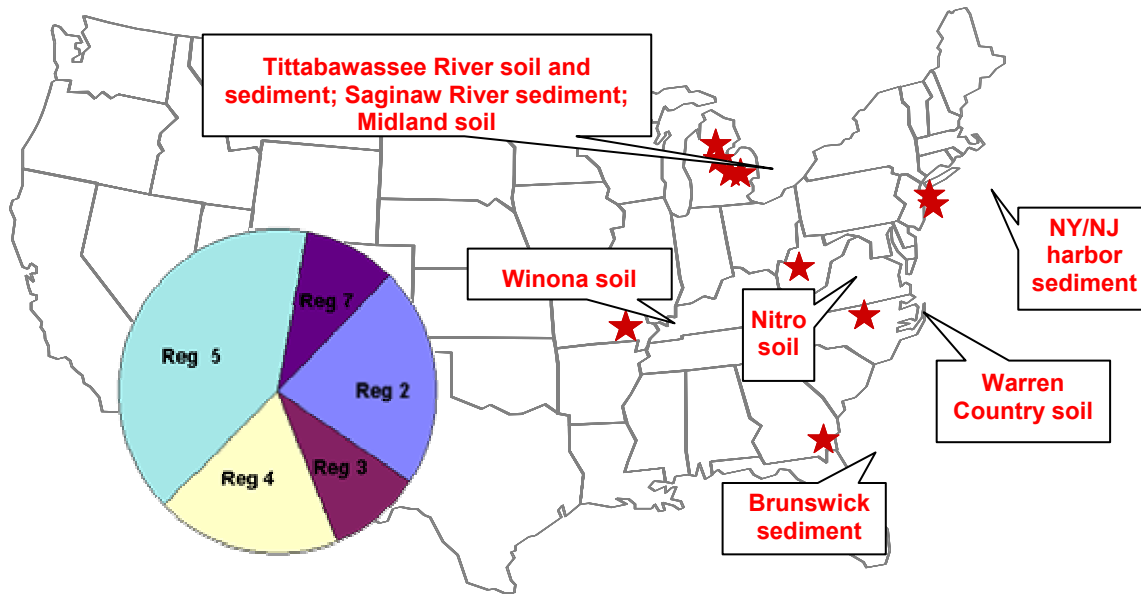 Tittabawassee River soil and
sediment; Saginaw River sediment;
Midland soil
NY/NJ
harbor
sediment
Winona soil
Nitro
soil
Warren
Country soil
Brunswick
sediment
Reg 7
Reg 5
Reg 2
Reg 3
Reg 4